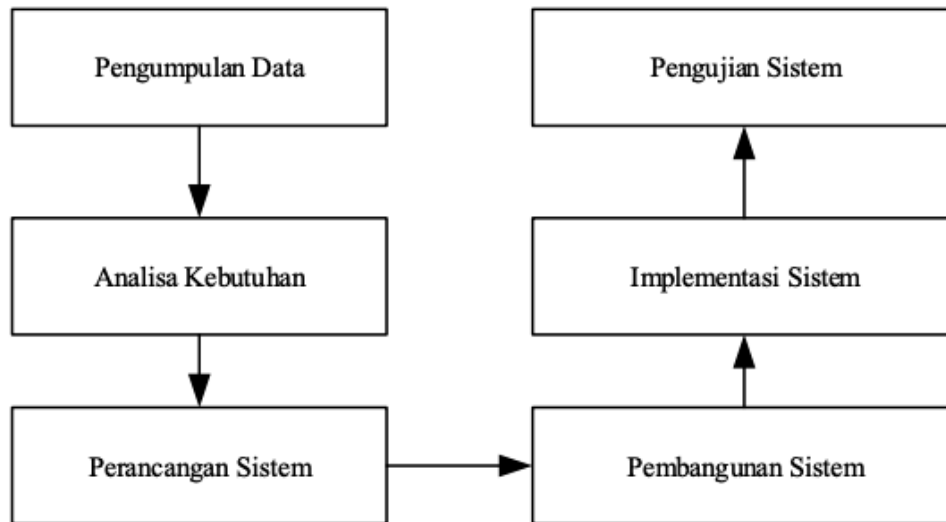 Pengumpulan Data
Analisa Kebutuhan
Perancangan Sistem
Pembangunan Sistem
Implementasi Sistem
Pengujian Sistem